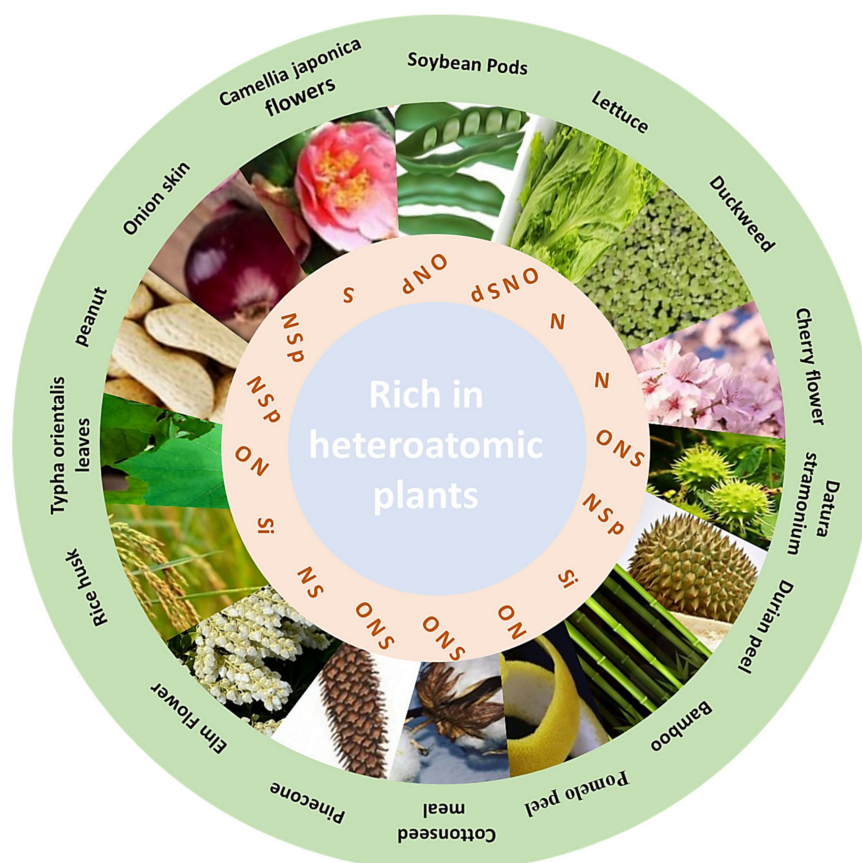 Camellia japonica
flowers
Soybean Pods
Lettuce
Duckweed
Cherry flower
Datura
stramonium
Durian peel
Bamboo
Pomelo peel
Cottonseed
meal
Pinecone
Elm Flower
Rice husk
Typha orientalis
leaves
peanut
Onion skin
S
ONp
ONSp
N
N
ONS
NSp
Si
ON
ONS
ONS
SN
Si
ON
NSp
NSp
Rich in
heteroatomic
plants